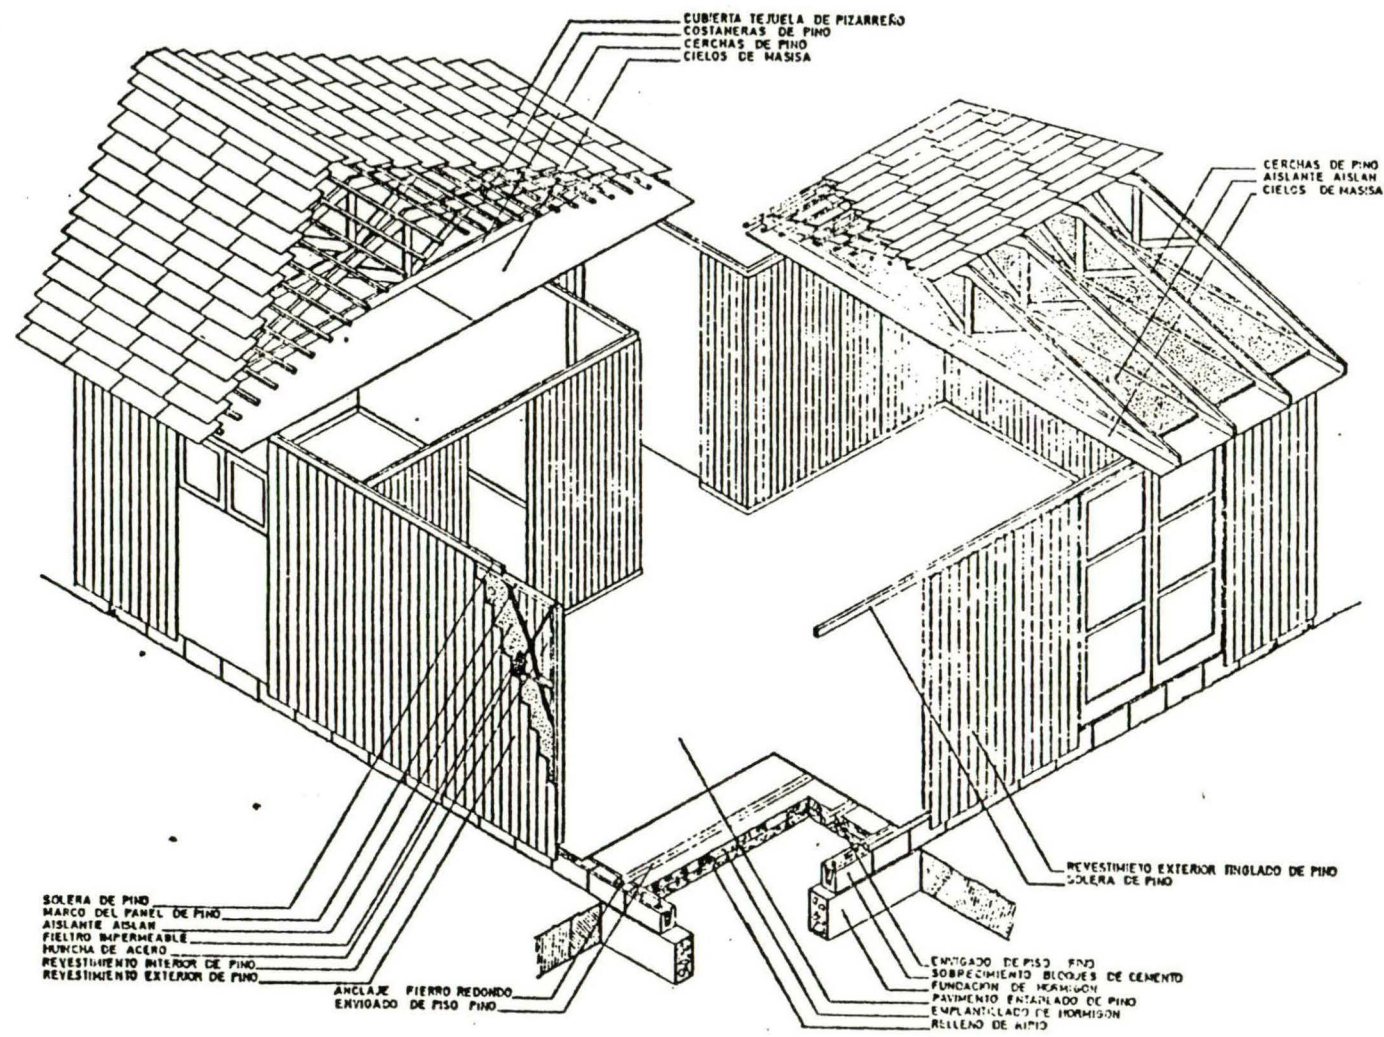 CUBIERTA TEJUELA DE PIZARREÑO
COSTANERAS DE PINO
CERCHAS DE PINO
CIELOS DE MASISA
CERCHAS DE PINO
AISLANTE AISLAN
CIELOS DE MASISA
REVESTIMIETO EXTERIOR TINGLADO DE PINO
SOLERA DE PINO
SOLERA DE PINO
MARCO DEL PANEL DE PINO
AISLANTE AISLAN
FIELTRO IMPERMEABLE
HUINCHA DE ACERO
REVESTIMIENTO INTERIOR DE PINO
REVESTIMIENTO EXTERIOR DE PINO
ANCLAJE FIERRO REDONDO
ENVIGADO DE PISO PINO
ENVIGADO DE PISO PINO
SOBRECIMIENTO BLOQUES DE CEMENTO
FUNDACION DE HORMIGON
PAVIMENTO ENTABLADO DE PINO
EMPLANTILLADO DE HORMIGON
RELLENO DE RIPIO